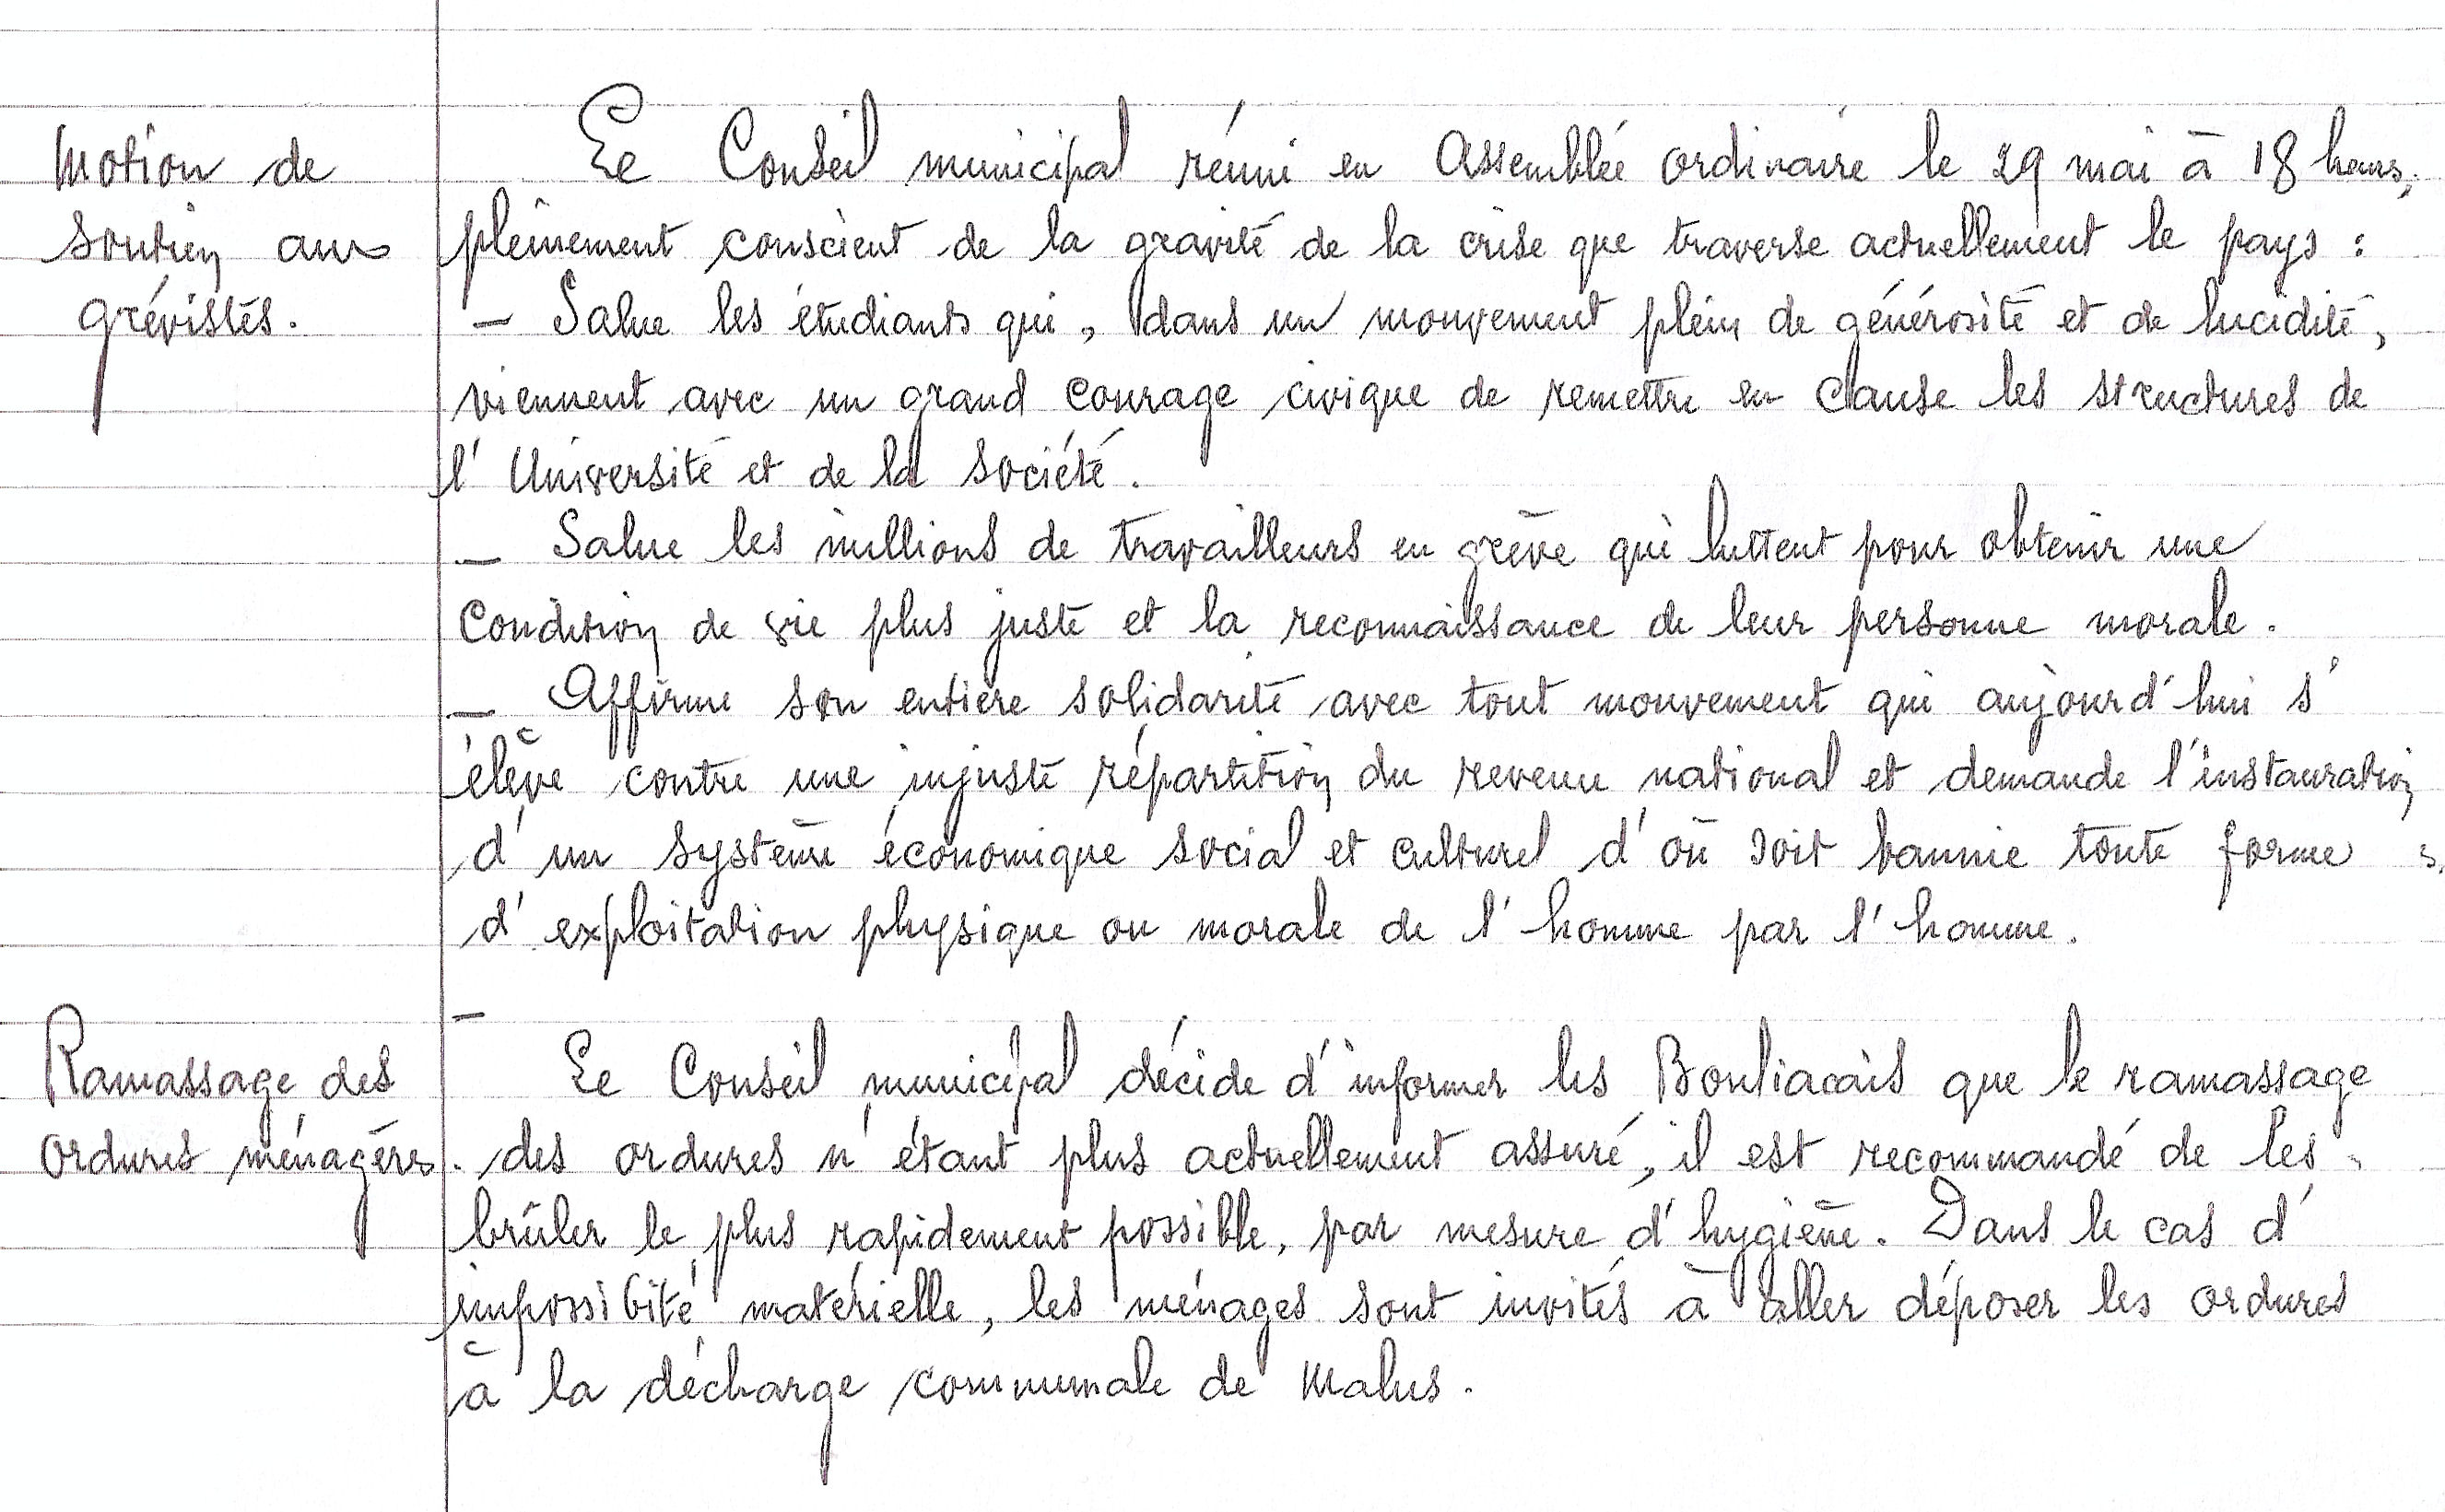 Motion de
soutien aux
grévistes.
Le Conseil municipal réuni en Assemblée ordinaire le 29 mai à 18 heures,
pleinement conscient de la gravité de la crise que traverse actuellement le pays :
– Salue les étudiants qui, dans un mouvement plein de générosité et de lucidité,
viennent avec un grand courage civique de remettre en cause les structures de
l' Université et de la société.
– Salue les millions de travailleurs en grève qui luttent pour obtenir une
condition de vie plus juste et la reconnaissance de leur personne morale.
– Affirme son entière solidarité avec tout mouvement qui aujourd'hui s'
élève contre une injuste répartition du revenu national et demande l'instauration
d' un système économique social et culturel d' où soit bannie toute forme
d' exploitation physique ou morale de l' homme par l' homme.
Ramassage des
ordures ménagères.
– Le Conseil municipal décide d' informer les Bouliacais que le ramassage
des ordures n' étant plus actuellement assuré, il est recommandé de les
brûler le plus rapidement possible, par mesure d' hygiène. Dans le cas d'
impossibité matérielle, les ménages sont invités à aller déposer les ordures
à la décharge communale de Malus.